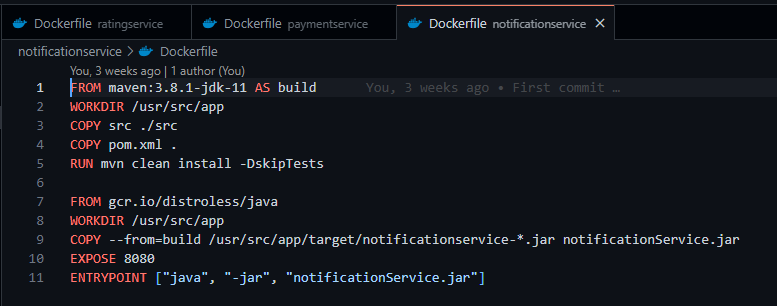 Dockerfile ratingservice Dockerfile paymentservice Dockerfile notificationservice
notificationservice > Dockerfile
You, 3 weeks ago | 1 author (You)
1 FROM maven:3.8.1-jdk-11 AS build You, 3 weeks ago • First commit …
2 WORKDIR /usr/src/app
3 COPY src ./src
4 COPY pom.xml .
5 RUN mvn clean install -DskipTests
6
7 FROM gcr.io/distroless/java
8 WORKDIR /usr/src/app
9 COPY --from=build /usr/src/app/target/notificationservice-*.jar notificationService.jar
10 EXPOSE 8080
11 ENTRYPOINT ["java", "-jar", "notificationService.jar"]